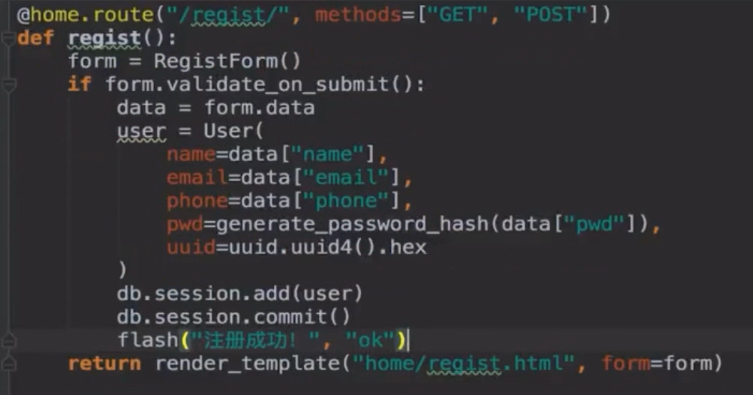 @home.route("/regist/", methods=["GET", "POST"])
def regist():
    form = RegistForm()
    if form.validate_on_submit():
        data = form.data
        user = User(
            name=data["name"],
            email=data["email"],
            phone=data["phone"],
            pwd=generate_password_hash(data["pwd"]),
            uuid=uuid.uuid4().hex
        )
        db.session.add(user)
        db.session.commit()
        flash("注册成功！", "ok")
    return render_template("home/regist.html", form=form)